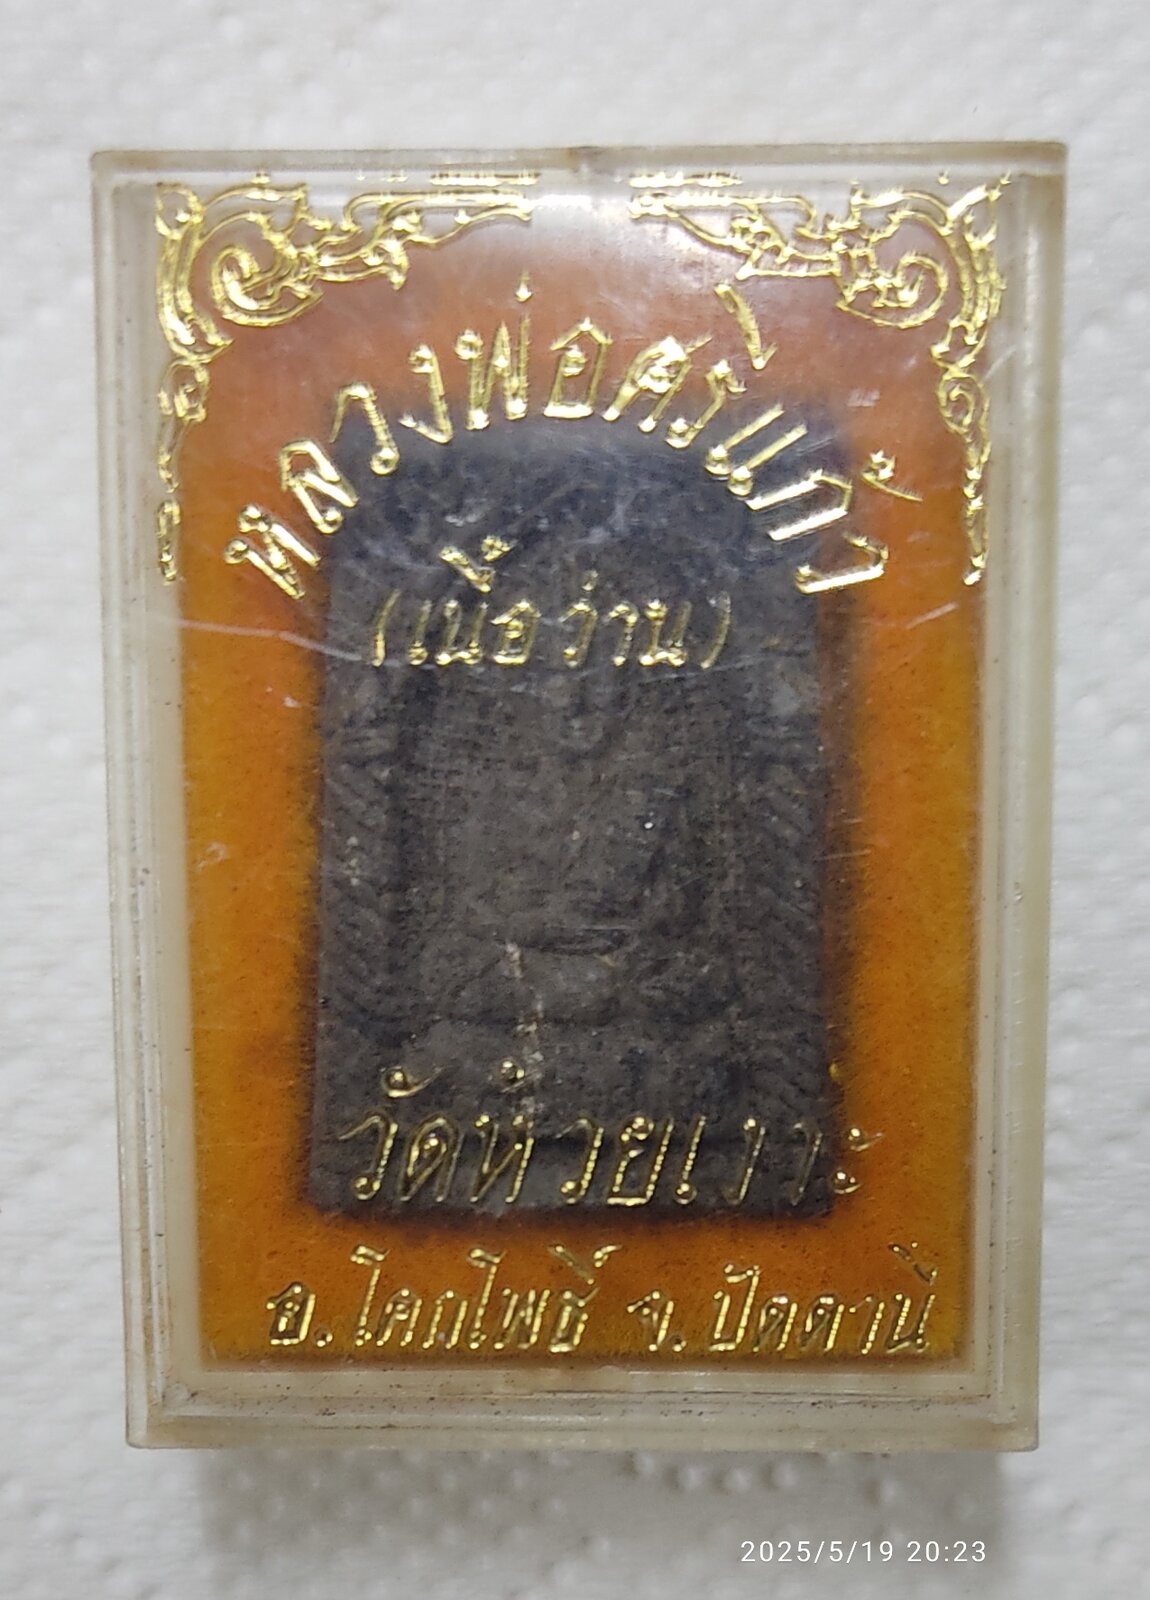 หลวงพ่อศรีแก้ว
(เนื้อว่าน)
วัดห้วยเงาะ
อ.โคกโพธิ์ จ.ปัตตานี
2025/5/19 20:23